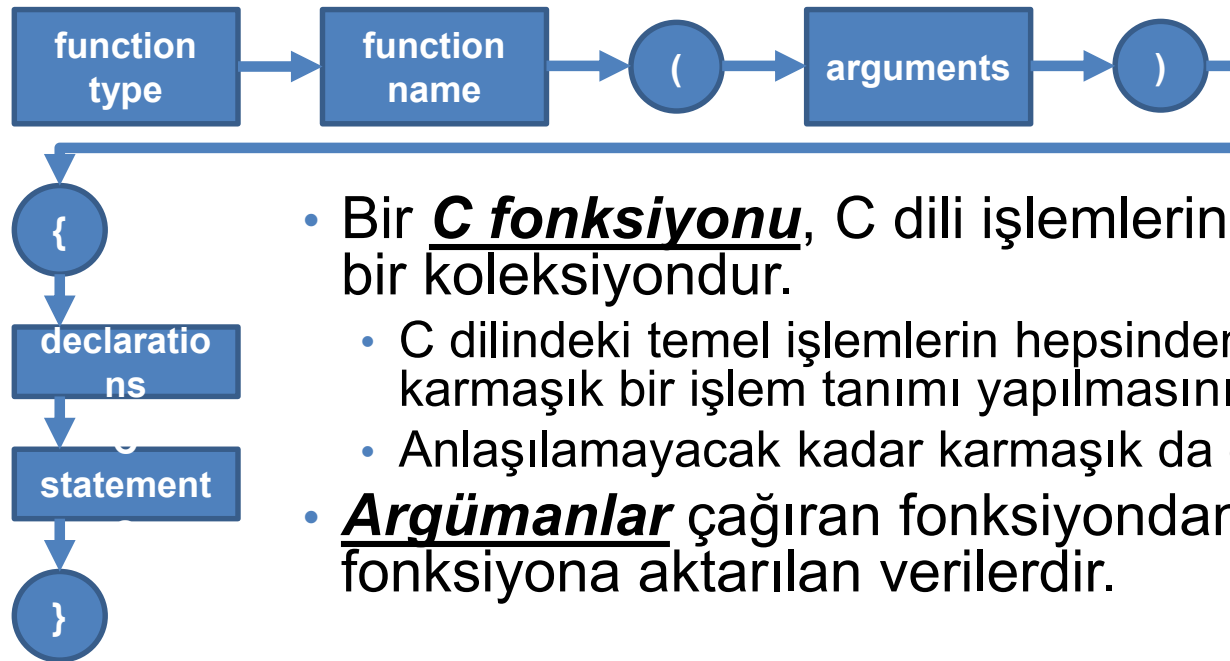 function
type
function
name
(
arguments
)
{
declaratio
ns
C
statement
}
• Bir C fonksiyonu, C dili işlemlerin
bir koleksiyondur.
• C dilindeki temel işlemlerin hepsinden
karmaşık bir işlem tanımı yapılmasını
• Anlaşılamayacak kadar karmaşık da
• Argümanlar çağıran fonksiyondan
fonksiyona aktarılan verilerdir.